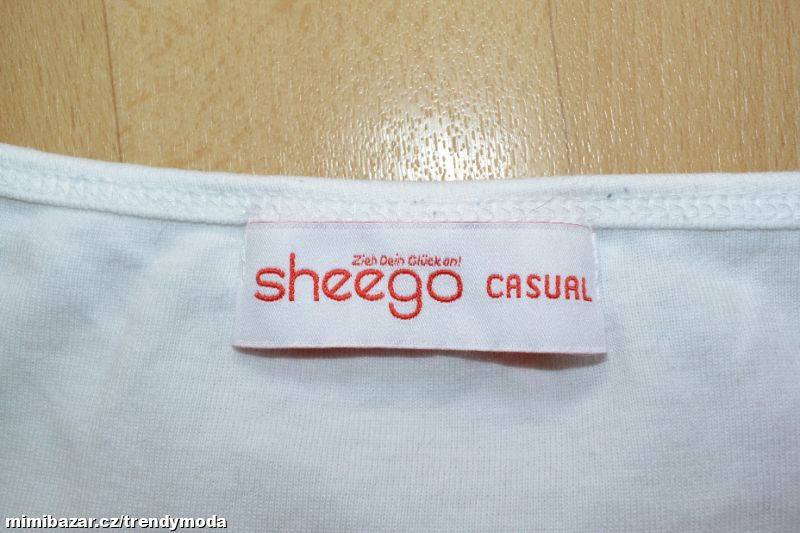 Zieh Dein Glück an!
sheego CASUAL
mimibazar.cz/trendymoda